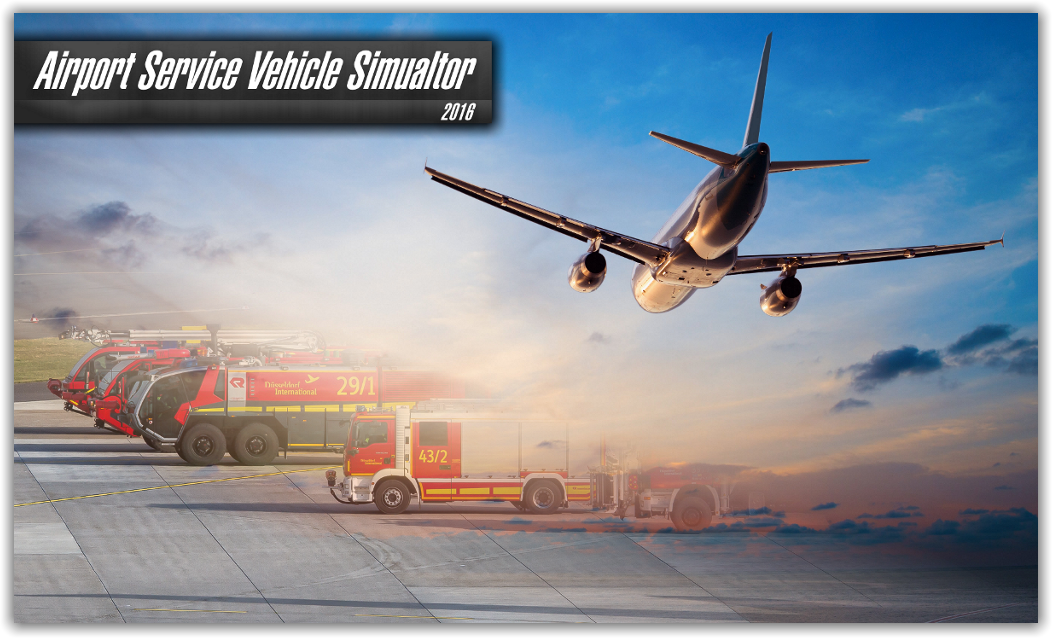 Airport Service Vehicle Simualtor
2016
Düsseldorf
International
29/1
43/2